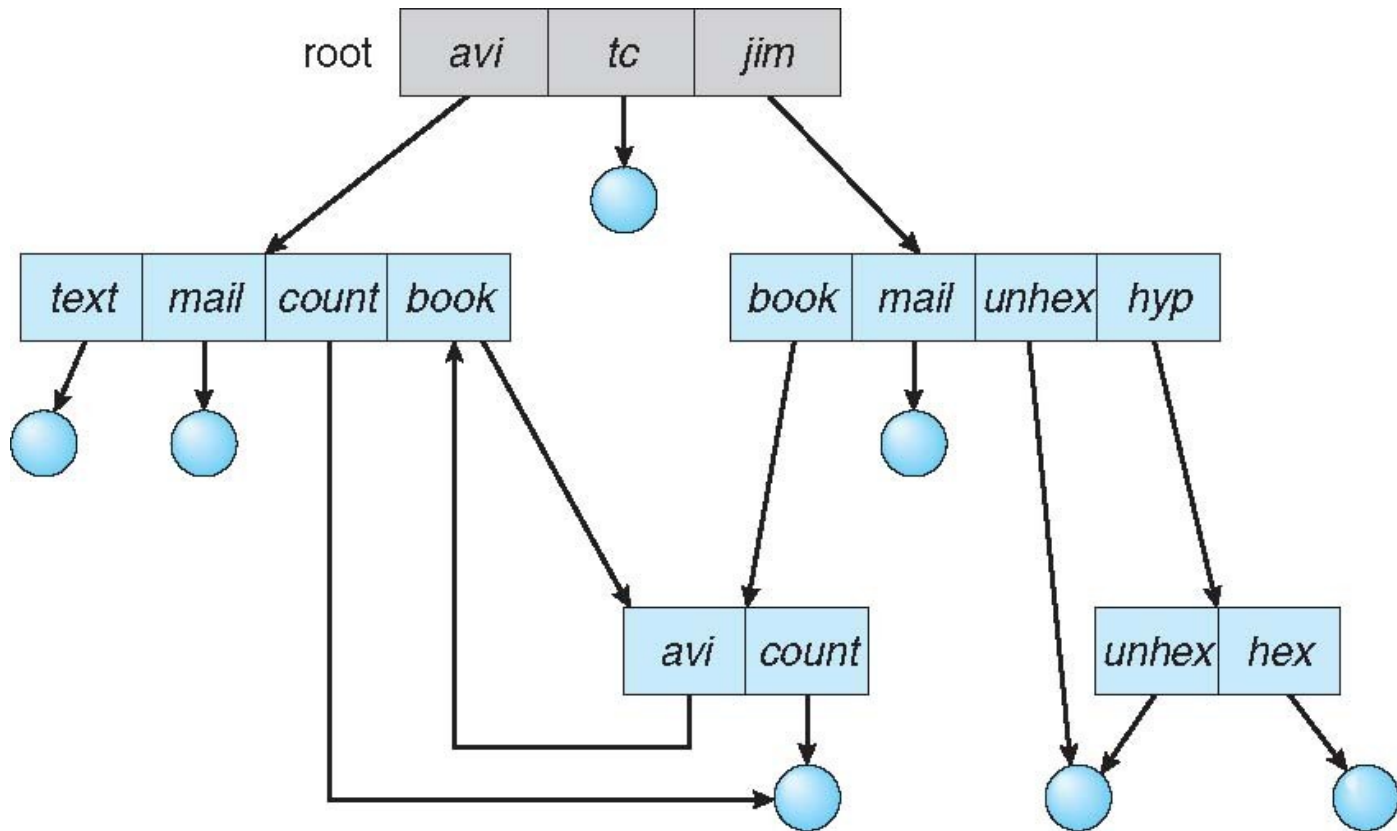 root avi tc jim
text mail count book
book mail unhex hyp
avi count
unhex hex